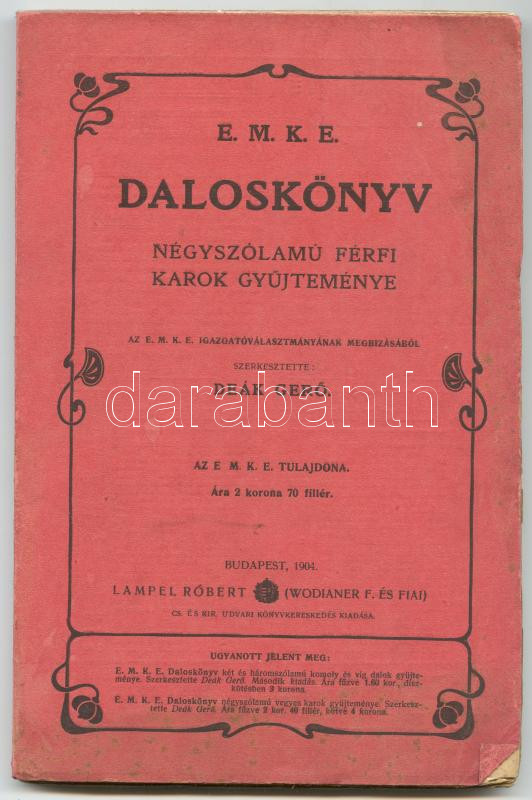 E. M. K. E.
DALOSKÖNYV
NÉGYSZÓLAMÚ FÉRFI
KAROK GYŰJTEMÉNYE
AZ E. M. K. E. IGAZGATÓVÁLASZTMÁNYÁNAK MEGBIZÁSÁBÓL
SZERKESZTETTE:
DEÁK GERŐ.
darabanth
AZ E M. K. E. TULAJDONA.
Ára 2 korona 70 fillér.
BUDAPEST, 1904.
LAMPEL RÓBERT (WODIANER F. ÉS FIAI)
CS. ÉS KIR. UDVARI KÖNYVKERESKEDÉS KIADÁSA.
UGYANOTT JELENT MEG:
E. M. K. E. Daloskönyv két és háromszólamú komoly és vig dalok gyűjte-
ménye. Szerkesztette Deák Gerő. Második kiadás. Ára fűzve 1.60 kor., disz-
kötésben 3 korona.
E. M. K. E. Daloskönyv négyszólamú vegyes karok gyűjteménye. Szerkesz-
tette Deák Gerő. Ára fűzve 2 kor. 40 fillér, kötve 4 korona.